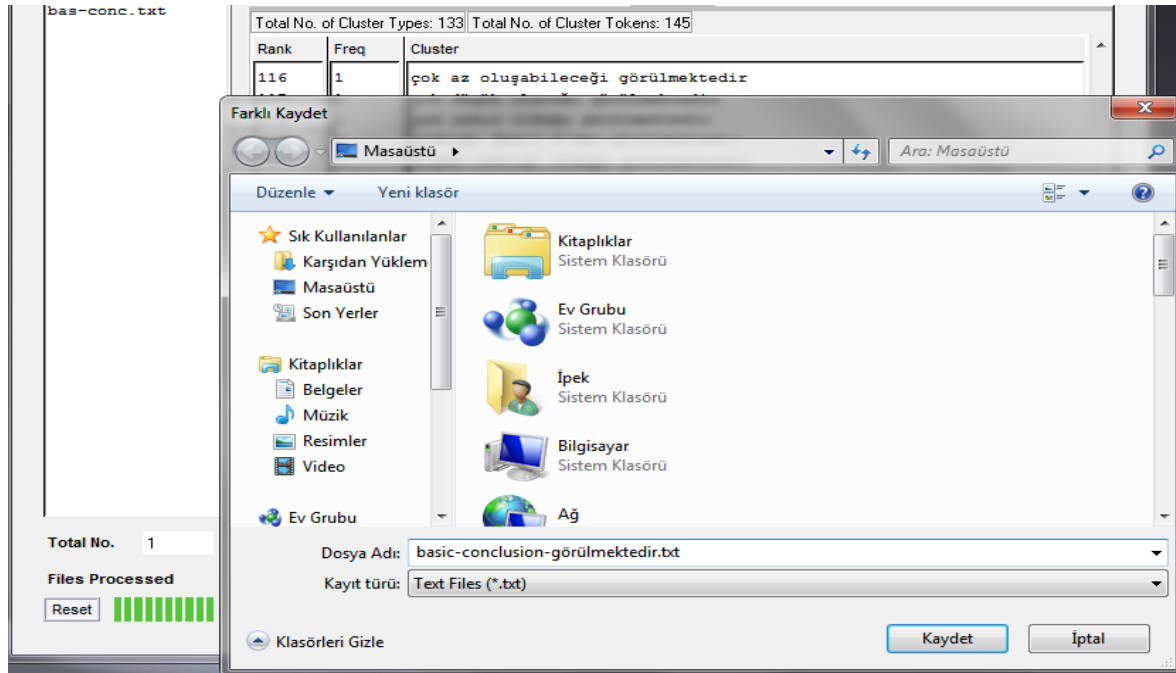 bas-conc.txt
Total No. of Cluster Types: 133 Total No. of Cluster Tokens: 145
Rank Freq Cluster
116 1 çok az oluşabileceği görülmektedir
Farklı Kaydet
Masaüstü
Ara: Masaüstü
Düzenle Yeni klasör
Sık Kullanılanlar
Karşıdan Yüklem
Masaüstü
Son Yerler
Kitaplıklar
Belgeler
Müzik
Resimler
Video
Ev Grubu
Kitaplıklar
Sistem Klasörü
Ev Grubu
Sistem Klasörü
İpek
Sistem Klasörü
Bilgisayar
Sistem Klasörü
Ağ
Total No. 1
Files Processed
Reset
Dosya Adı: basic-conclusion-görülmektedir.txt
Kayıt türü: Text Files (*.txt)
Klasörleri Gizle
Kaydet İptal